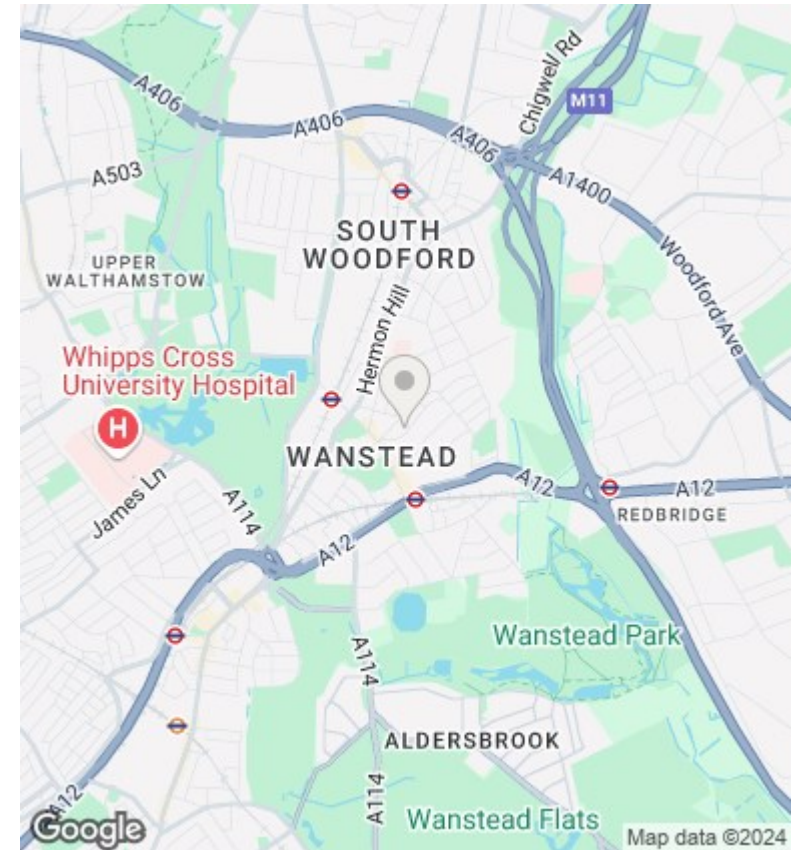 Chigwell Rd
M11
A406
A406
A406
A1400
A503
SOUTH
WOODFORD
UPPER
WALTHAMSTOW
Woodford Ave
Hermon Hill
Whipps Cross
University Hospital
H
WANSTEAD
James Ln
A114
A12
A12
REDBRIDGE
A12
Wanstead Park
A114
ALDERSBROOK
A114
A12
Wanstead Flats
Google
Map data ©2024